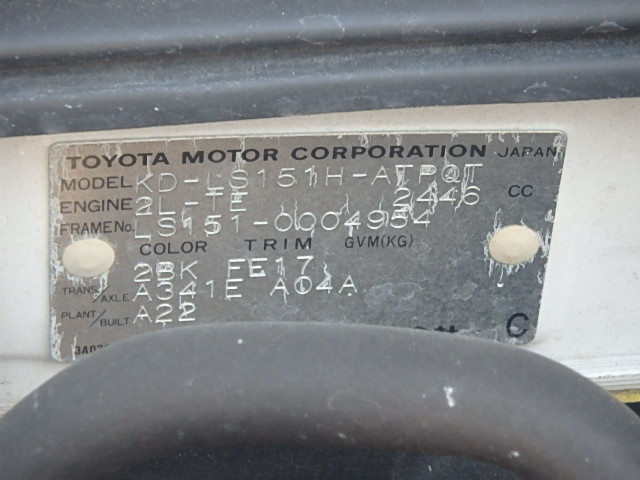 TOYOTA MOTOR CORPORATION JAPAN
MODEL KD-LS151H-ATPQT
ENGINE 2L-TE 2446 CC
FRAME No. LS151-0004954
COLOR TRIM GVM(KG)
2BK FE17
TRANS./AXLE A341E A04A
PLANT/BUILT A22
C